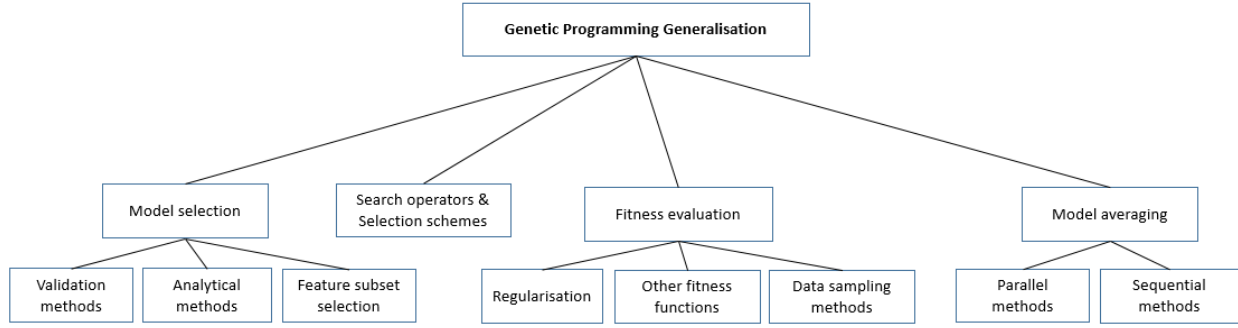 Genetic Programming Generalisation
Model selection
Search operators &
Selection schemes
Fitness evaluation
Model averaging
Validation
methods
Analytical
methods
Feature subset
selection
Regularisation
Other fitness
functions
Data sampling
methods
Parallel
methods
Sequential
methods